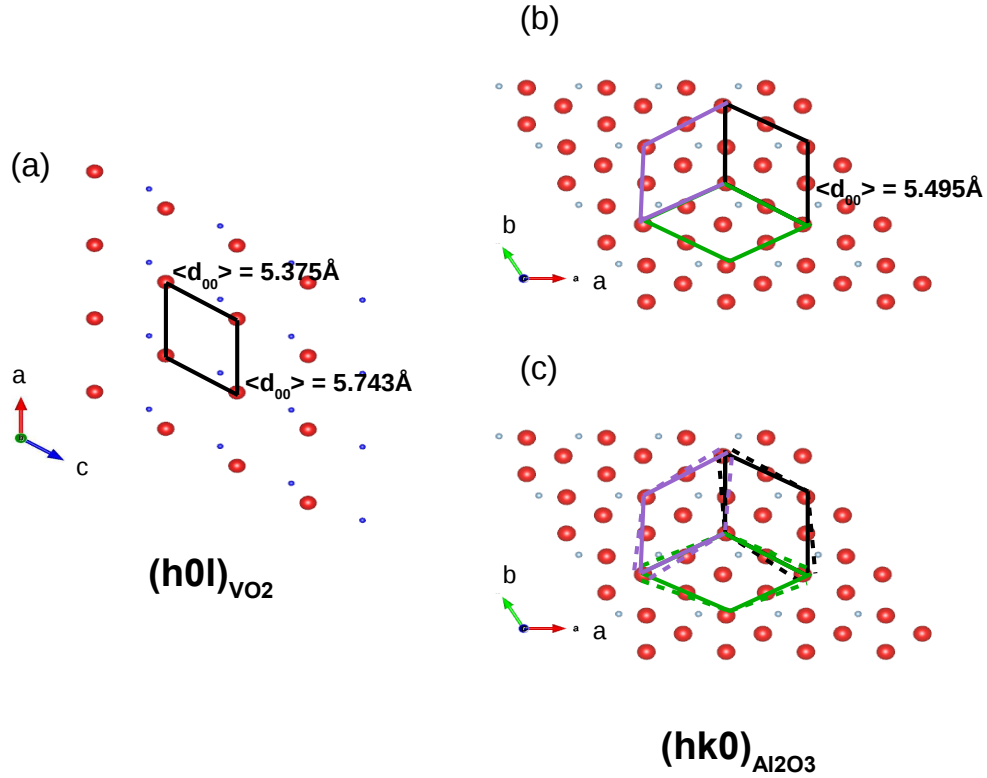 (a)
<d00> = 5.375Å
<d00> = 5.743Å
a
c
(h0l)VO2
(b)
<d00> = 5.495Å
b
a
a
(c)
b
a
a
(hk0)Al2O3